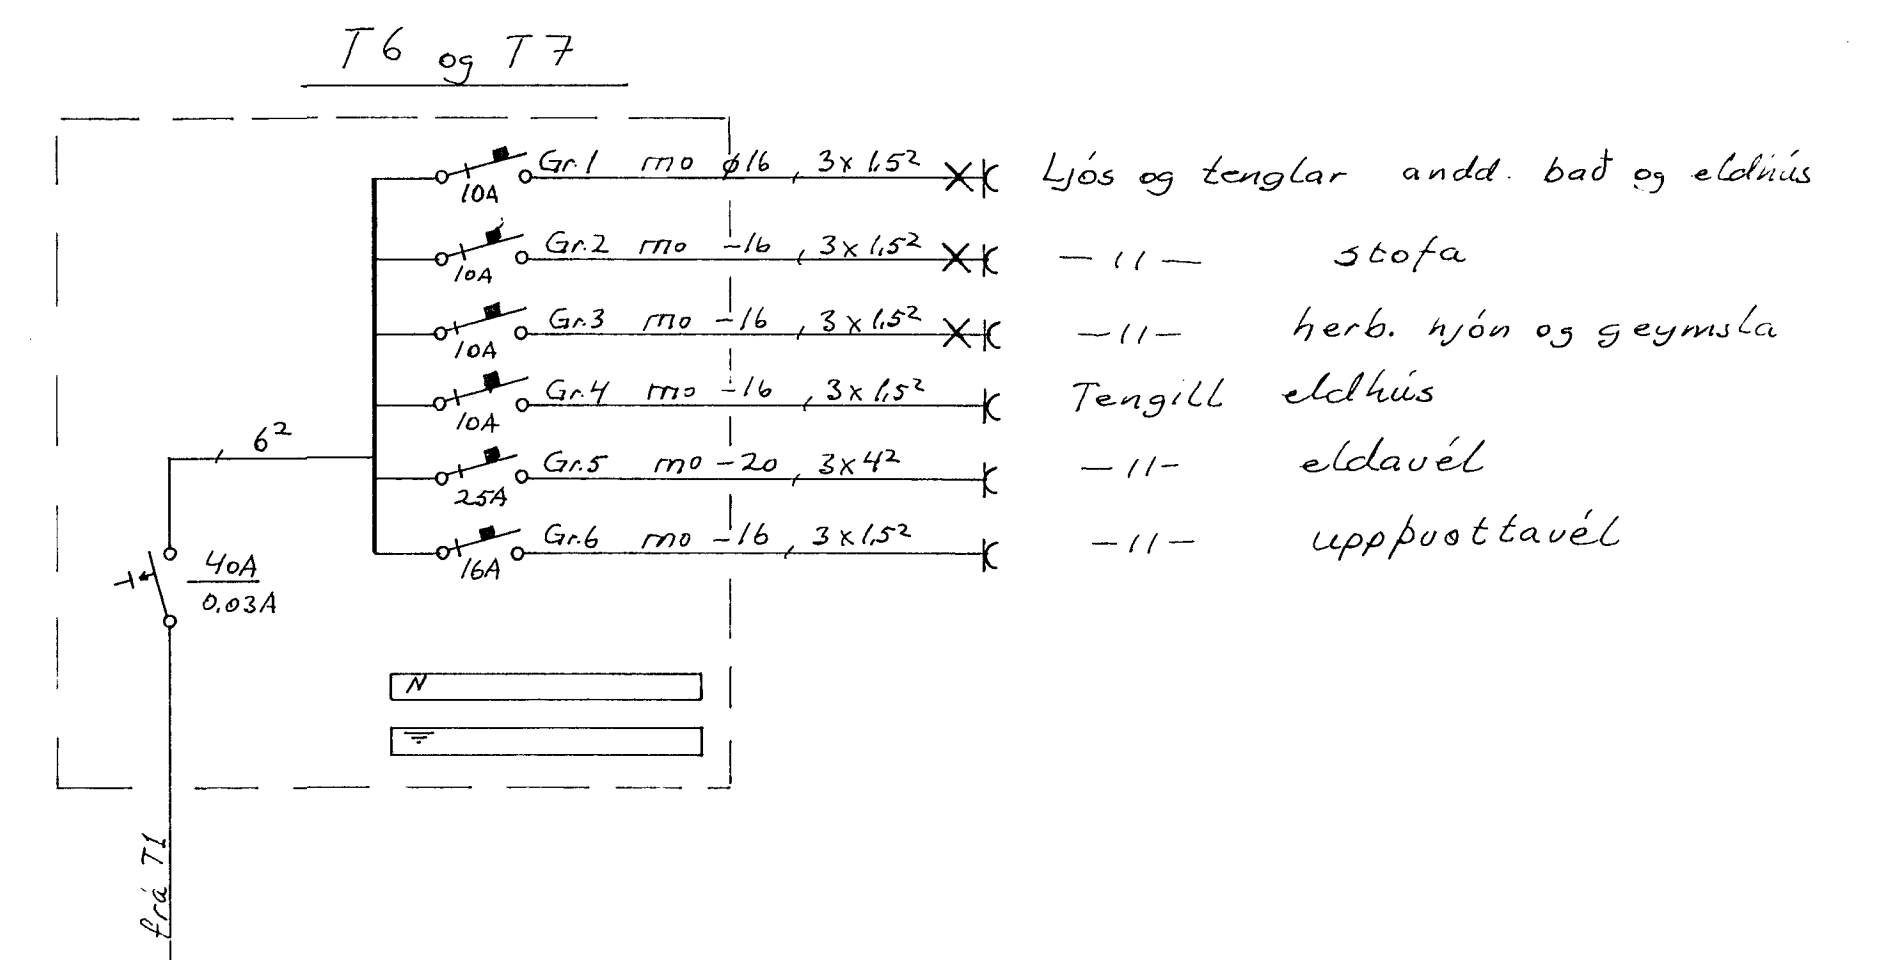 T6 og T7
Gr.1 mo ø16, 3x1,5² Ljós og tenglar andd. bað og eldhús
10A
Gr.2 mo -16, 3x1,5² -11- stofa
10A
Gr.3 mo -16, 3x1,5² -11- herb. hjón og geymsla
10A
Gr.4 mo -16, 3x1,5² Tengill eldhús
10A
6²
Gr.5 mo -20, 3x4² -11- eldavél
25A
Gr.6 mo -16, 3x1,5² -11- uppþvottavél
16A
40A
0.03A
N
frá T1